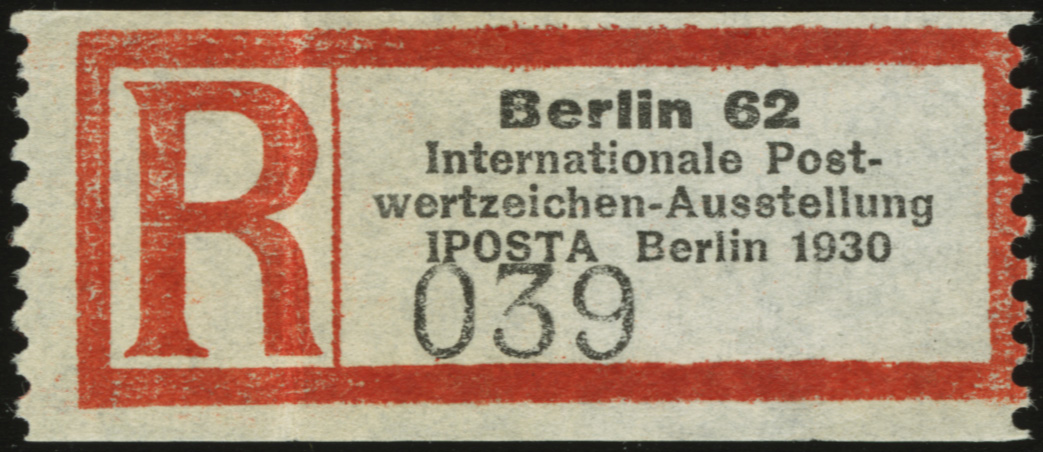 R
Berlin 62
Internationale Post-
wertzeichen-Ausstellung
IPOSTA Berlin 1930
039